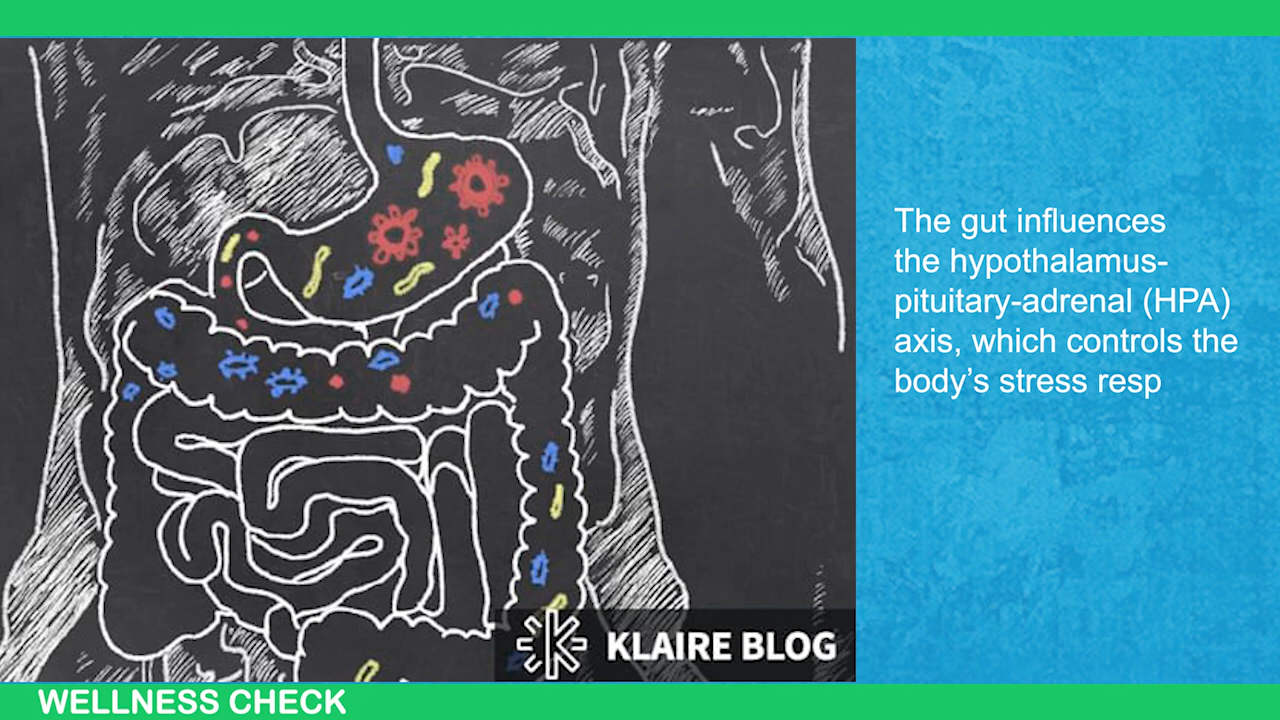 The gut influences
the hypothalamus-
pituitary-adrenal (HPA)
axis, which controls the
body’s stress resp
KLAIRE BLOG
WELLNESS CHECK